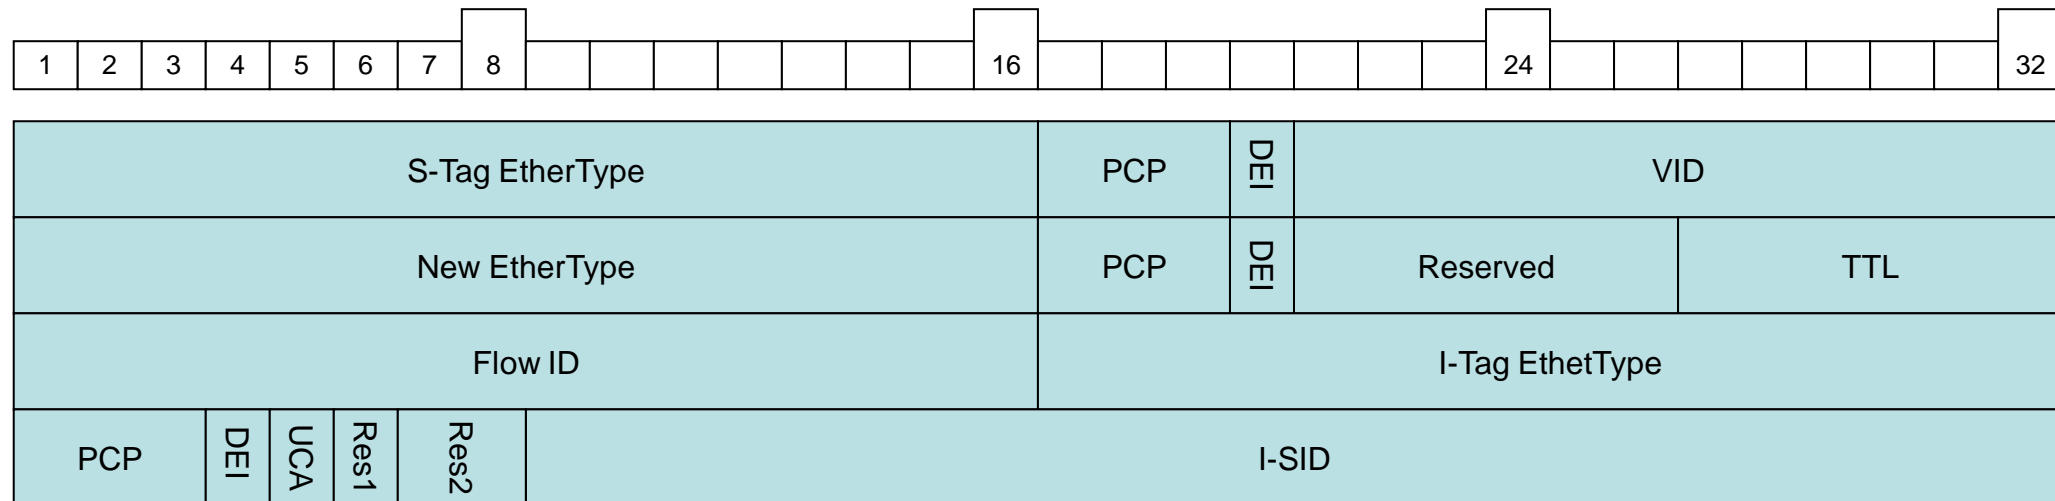 1 2 3 4 5 6 7 8 16 24 32
S-Tag EtherType PCP DEI VID
New EtherType PCP DEI Reserved TTL
Flow ID I-Tag EthetType
PCP DEI UCA Res1 Res2 I-SID